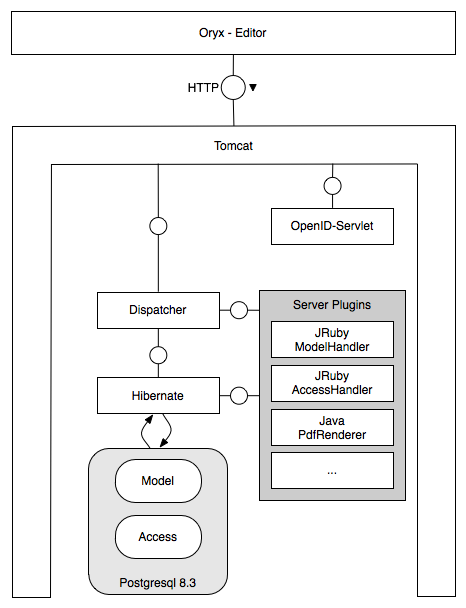 Oryx - Editor
HTTP
Tomcat
OpenID-Servlet
Dispatcher
Server Plugins
JRuby
ModelHandler
JRuby
AccessHandler
Hibernate
Java
PdfRenderer
...
Model
Access
Postgresql 8.3